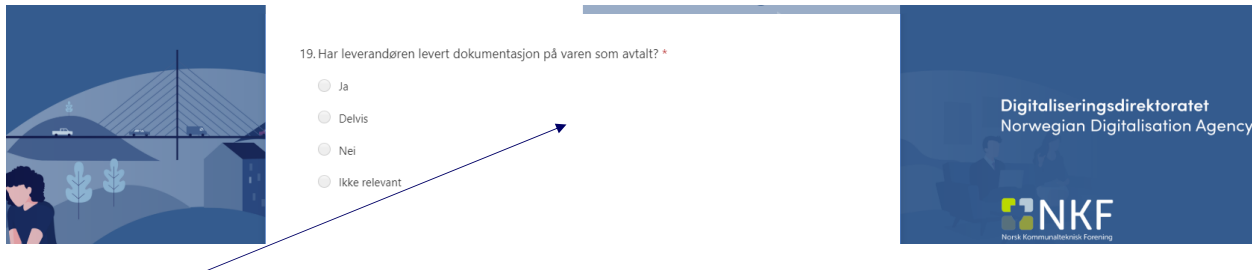 19. Har leverandøren levert dokumentasjon på varen som avtalt? *
Ja
Delvis
Nei
Ikke relevant
Digitaliseringsdirektoratet
Norwegian Digitalisation Agency
NKF
Norsk Kommunalteknisk Forening